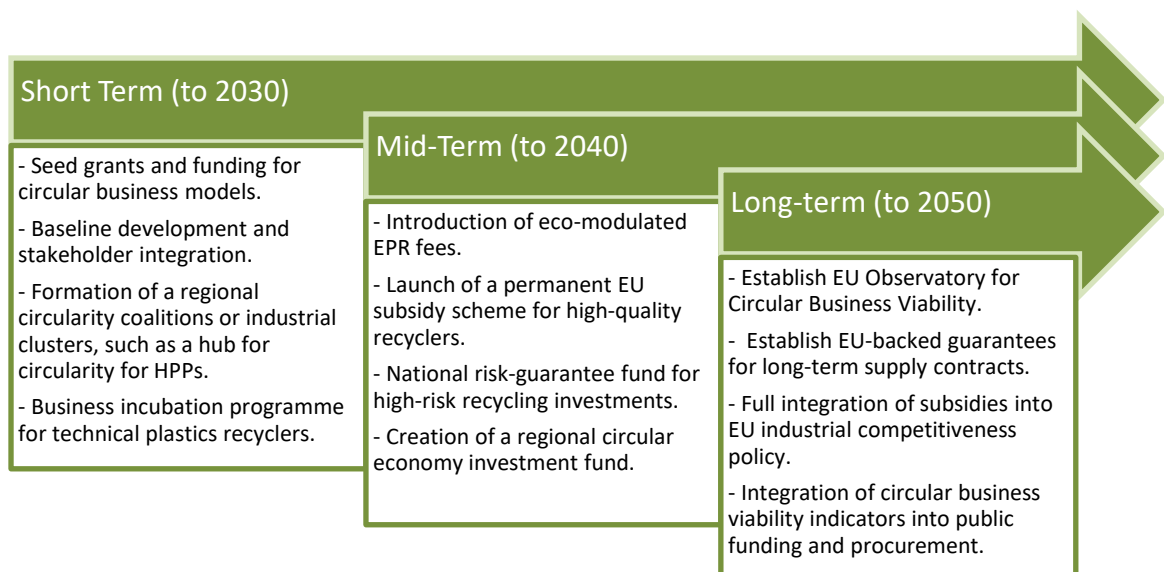 Short Term (to 2030)
- Seed grants and funding for
circular business models.
- Baseline development and
stakeholder integration.
- Formation of a regional
circularity coalitions or industrial
clusters, such as a hub for
circularity for HPPs.
- Business incubation programme
for technical plastics recyclers.
Mid-Term (to 2040)
- Introduction of eco-modulated
EPR fees.
- Launch of a permanent EU
subsidy scheme for high-quality
recyclers.
- National risk-guarantee fund for
high-risk recycling investments.
- Creation of a regional circular
economy investment fund.
Long-term (to 2050)
- Establish EU Observatory for
Circular Business Viability.
- Establish EU-backed guarantees
for long-term supply contracts.
- Full integration of subsidies into
EU industrial competitiveness
policy.
- Integration of circular business
viability indicators into public
funding and procurement.